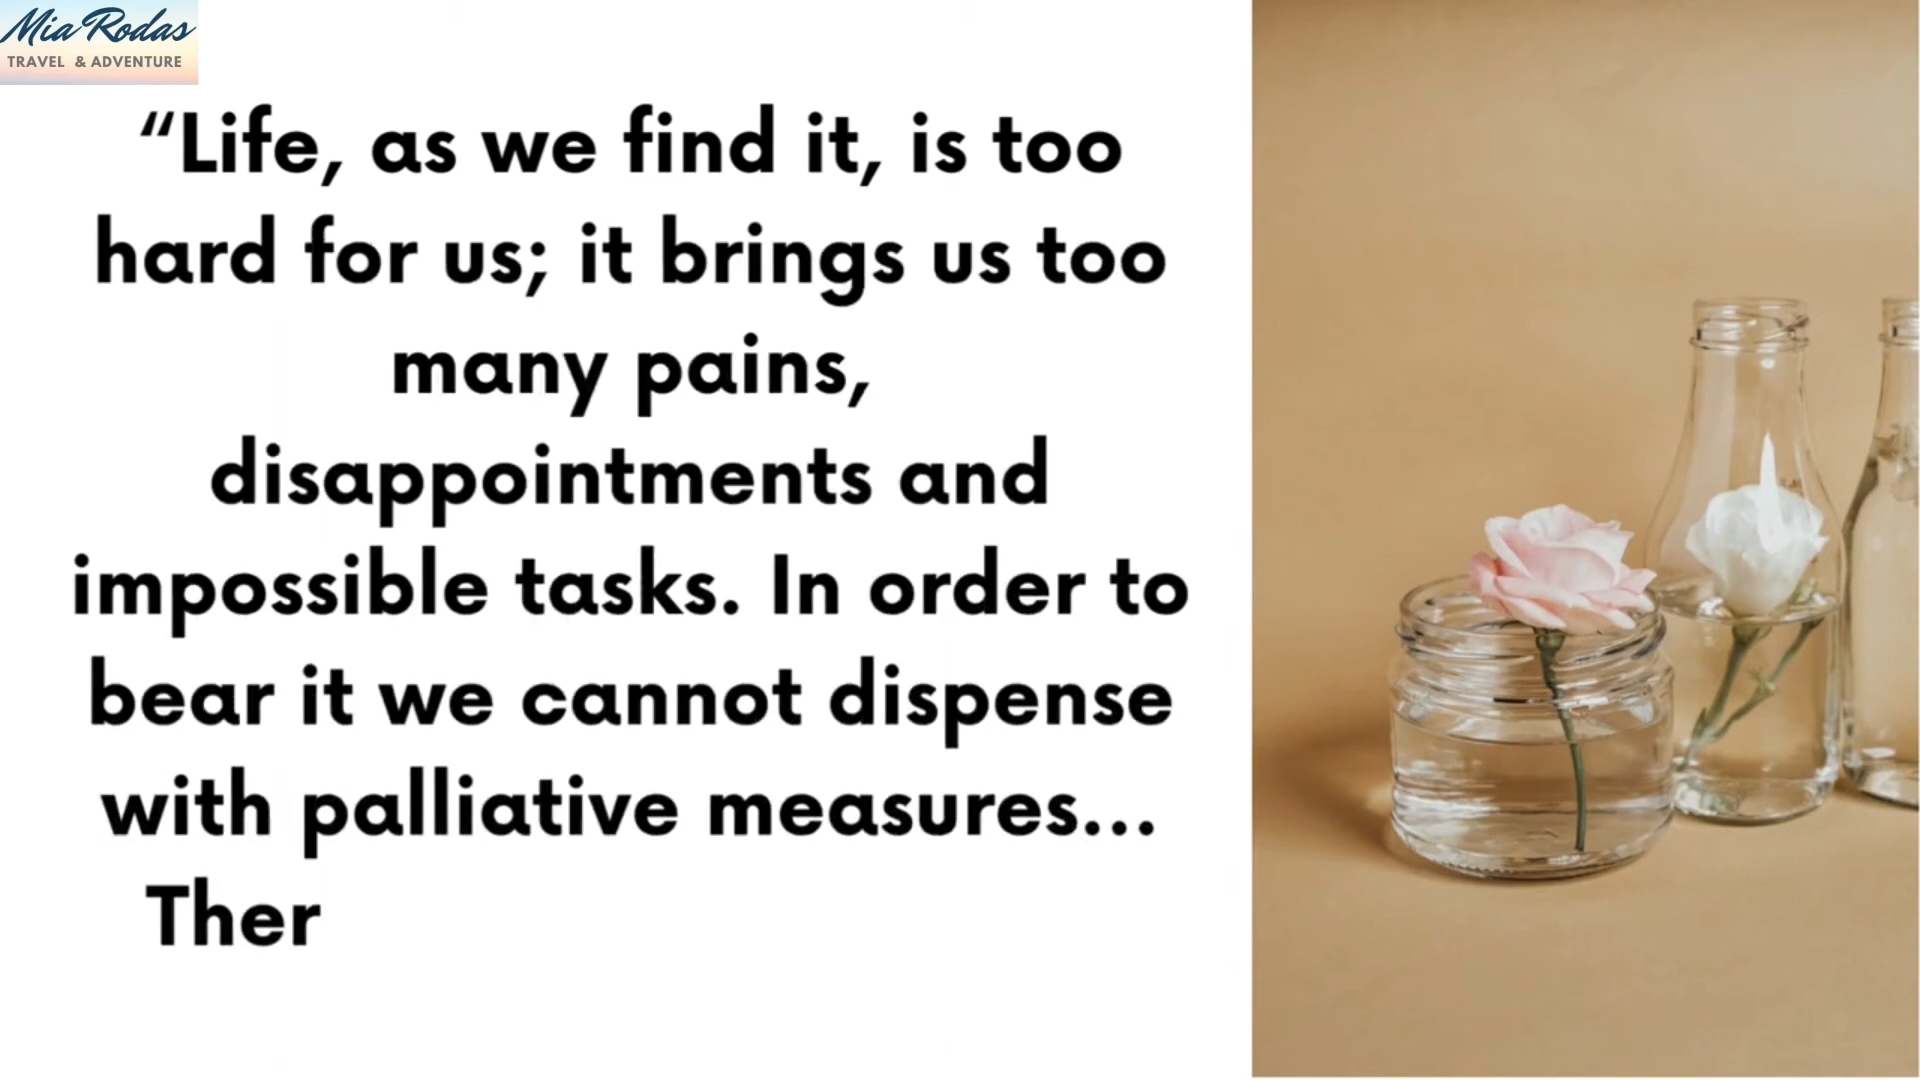 Mia Rodas
TRAVEL & ADVENTURE
“Life, as we find it, is too
hard for us; it brings us too
many pains,
disappointments and
impossible tasks. In order to
bear it we cannot dispense
with palliative measures...
Ther